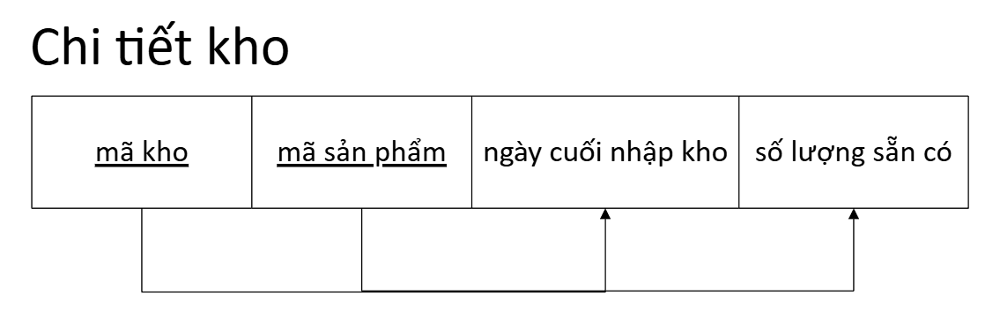 Chi tiết kho
mã kho
mã sản phẩm
ngày cuối nhập kho
số lượng sẵn có